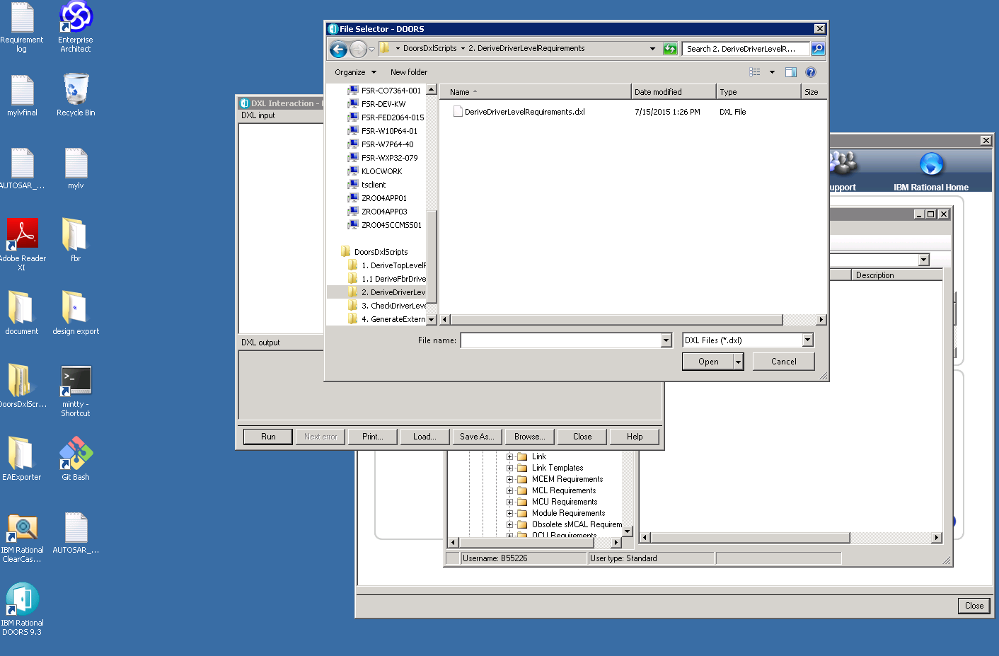 Requirement
log
Enterprise
Architect
mylvfinal
Recycle Bin
AUTOSAR_...
mylv
Adobe Reader
XI
fbr
document
design export
DoorsDxlScr...
mintty -
Shortcut
EAExporter
Git Bash
IBM Rational
ClearCas...
AUTOSAR_...
IBM Rational
DOORS 9.3
File Selector - DOORS
DoorsDxlScripts
2. DeriveDriverLevelRequirements
Search 2. DeriveDriverLevelR...
Organize
New folder
FSR-CO7364-001
FSR-DEV-KW
FSR-FED2064-015
FSR-W10P64-01
FSR-W7P64-40
FSR-WXP32-079
KLOCWORK
tsclient
ZRO04APP01
ZRO04APP03
ZRO04SCCMSS01
DoorsDxlScripts
1. DeriveTopLevelR
1.1 DeriveFbrDrive
2. DeriveDriverLev
3. CheckDriverLeve
4. GenerateExtern
Name
Date modified
Type
Size
DeriveDriverLevelRequirements.dxl
7/15/2015 1:26 PM
DXL File
File name:
DXL Files (*.dxl)
Open
Cancel
DXL Interaction -
DXL input
DXL output
Run
Next error
Print...
Load...
Save As...
Browse...
Close
Help
upport
IBM Rational Home
Description
Link
Link Templates
MCEM Requirements
MCL Requirements
MCU Requirements
Module Requirements
Obsolete sMCAL Requirem
OCU Requirements
Username: B55226
User type: Standard
Close